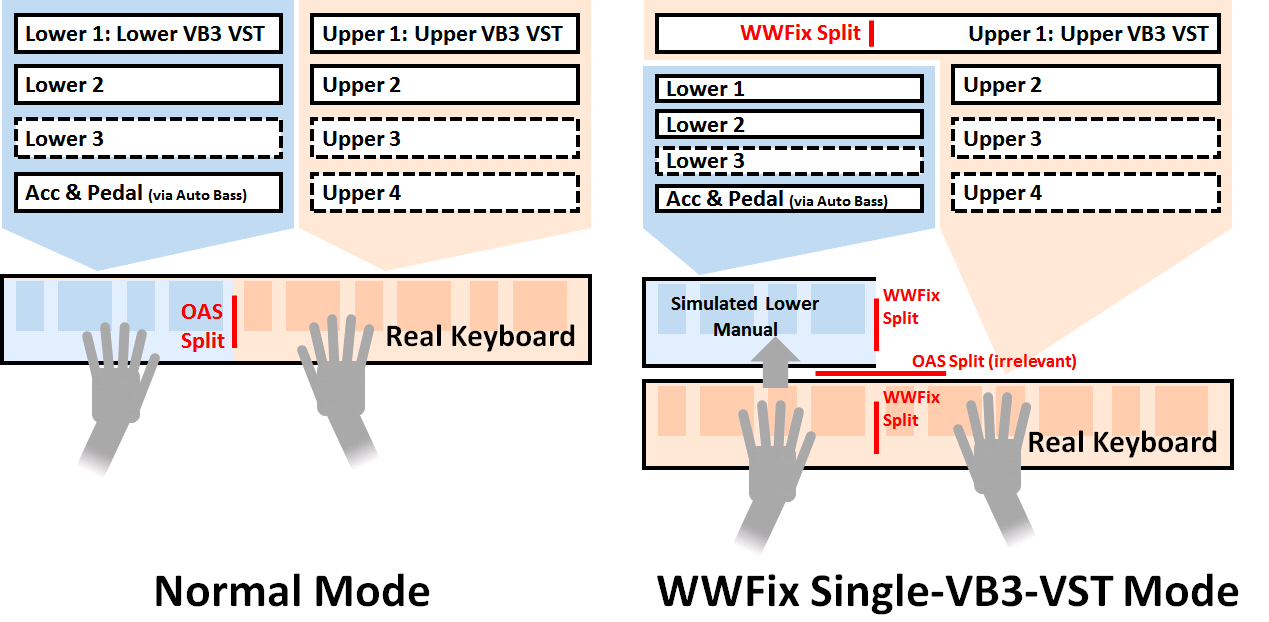 Lower 1: Lower VB3 VST
Lower 2
Lower 3
Acc & Pedal (via Auto Bass)
Upper 1: Upper VB3 VST
Upper 2
Upper 3
Upper 4
OAS
Split
Real Keyboard
Normal Mode
WWFix Split
Upper 1: Upper VB3 VST
Lower 1
Lower 2
Lower 3
Acc & Pedal (via Auto Bass)
Upper 2
Upper 3
Upper 4
Simulated Lower
Manual
WWFix
Split
OAS Split (irrelevant)
WWFix
Split
Real Keyboard
WWFix Single-VB3-VST Mode